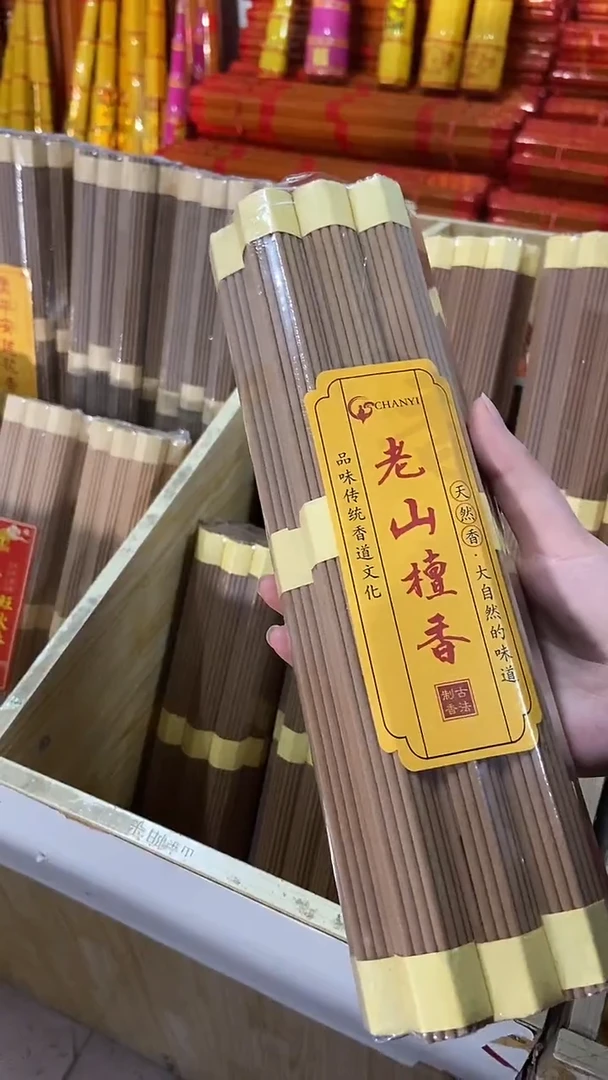 CHANYI
老山檀香
天然香·大自然的味道
品味传统香道文化
古法
制香